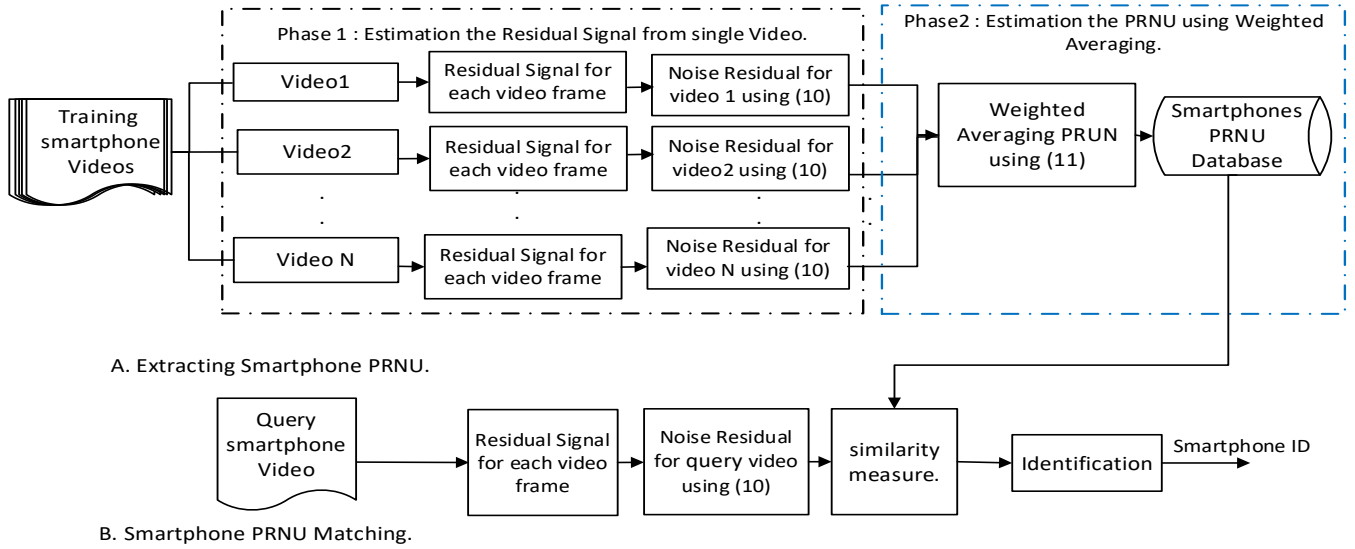 Phase 1 : Estimation the Residual Signal from single Video.
Phase2 : Estimation the PRNU using Weighted
Averaging.
Training
smartphone
Videos
Video1
Residual Signal for
each video frame
Noise Residual for
video 1 using (10)
Video2
Residual Signal for
each video frame
Noise Residual for
video2 using (10)
Video N
Residual Signal for
each video frame
Noise Residual for
video N using (10)
Weighted
Averaging PRUN
using (11)
Smartphones
PRNU
Database
A. Extracting Smartphone PRNU.
Query
smartphone
Video
Residual Signal
for each video
frame
Noise Residual
for query video
using (10)
similarity
measure.
Identification
Smartphone ID
B. Smartphone PRNU Matching.